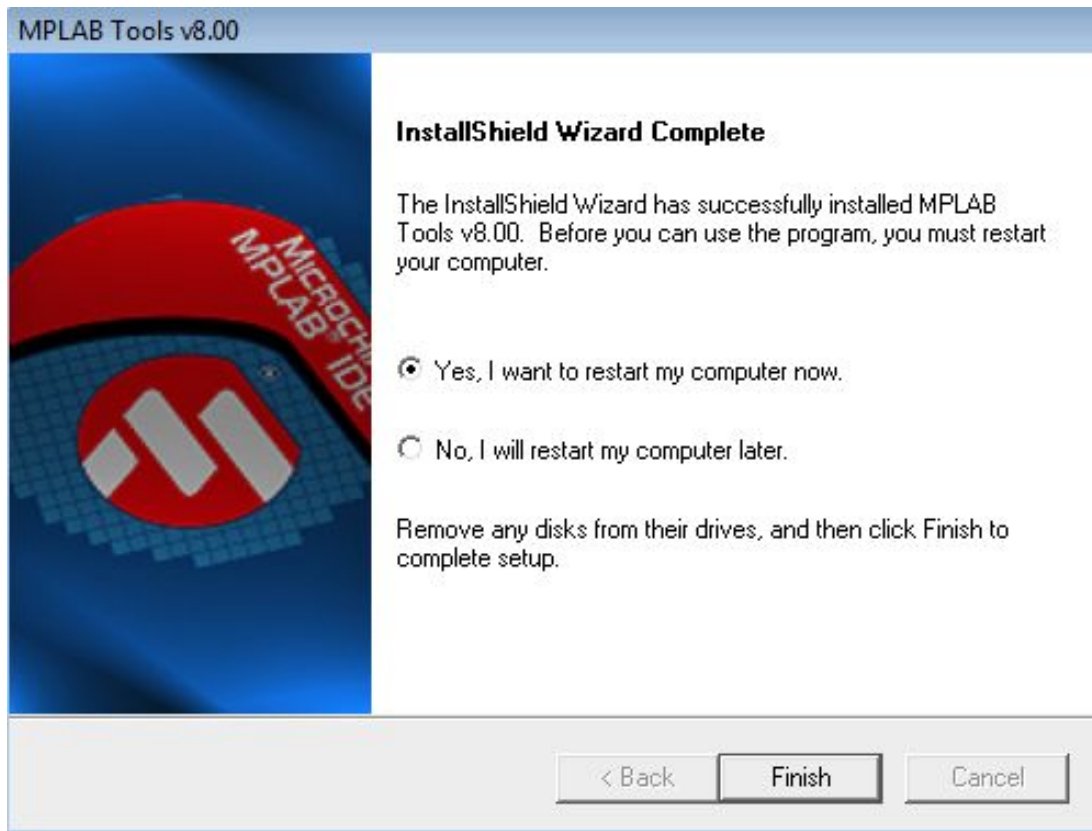 MPLAB Tools v8.00
MICROCHI
MPLAB® IDE
InstallShield Wizard Complete
The InstallShield Wizard has successfully installed MPLAB
Tools v8.00. Before you can use the program, you must restart
your computer.
Yes, I want to restart my computer now.
No, I will restart my computer later.
Remove any disks from their drives, and then click Finish to
complete setup.
< Back
Finish
Cancel